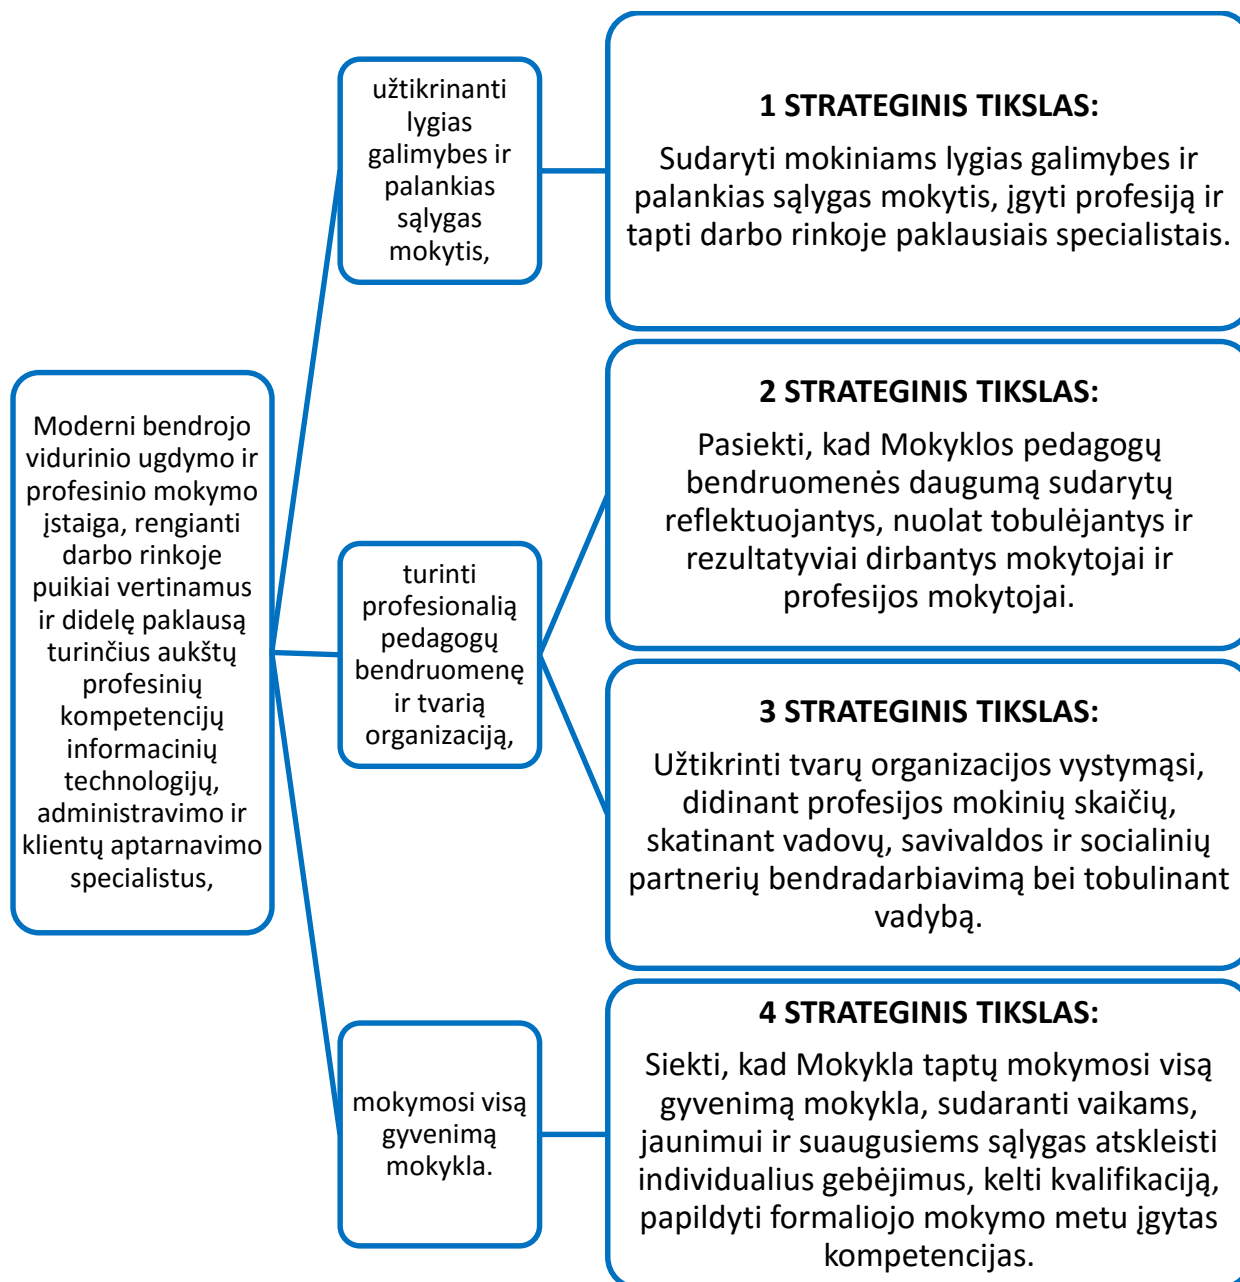 Moderni bendrojo
vidurinio ugdymo ir
profesinio mokymo
įstaiga, rengianti
darbo rinkoje
puikiai vertinamus
ir didelę paklausą
turinčius aukštų
profesinių
kompetencijų
informacinių
technologijų,
administravimo ir
klientų aptarnavimo
specialistus,
užtikrinanti
lygias
galimybes ir
palankias
sąlygas
mokytis,
1 STRATEGINIS TIKSLAS:
Sudaryti mokiniams lygias galimybes ir
palankias sąlygas mokytis, įgyti profesiją ir
tapti darbo rinkoje paklausiais specialistais.
turinti
profesionalią
pedagogų
bendruomenę
ir tvarią
organizaciją,
2 STRATEGINIS TIKSLAS:
Pasiekti, kad Mokyklos pedagogų
bendruomenės daugumą sudarytų
reflektuojantys, nuolat tobulėjantys ir
rezultatyviai dirbantys mokytojai ir
profesijos mokytojai.
3 STRATEGINIS TIKSLAS:
Užtikrinti tvarų organizacijos vystymąsi,
didinant profesijos mokinių skaičių,
skatinant vadovų, savivaldos ir socialinių
partnerių bendradarbiavimą bei tobulinant
vadybą.
mokymosi visą
gyvenimą
mokykla.
4 STRATEGINIS TIKSLAS:
Siekti, kad Mokykla taptų mokymosi visą
gyvenimą mokykla, sudaranti vaikams,
jaunimui ir suaugusiems sąlygas atskleisti
individualius gebėjimus, kelti kvalifikaciją,
papildyti formaliojo mokymo metu įgytas
kompetencijas.